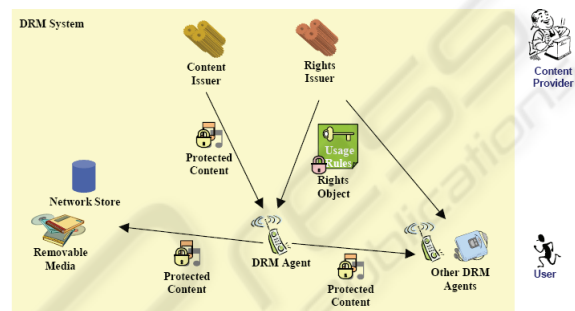 DRM System
Content
Issuer
Rights
Issuer
Content
Provider
Protected
Content
Usage
Rules
Rights
Object
Network Store
Removable
Media
Protected
Content
DRM Agent
Protected
Content
Other DRM
Agents
User